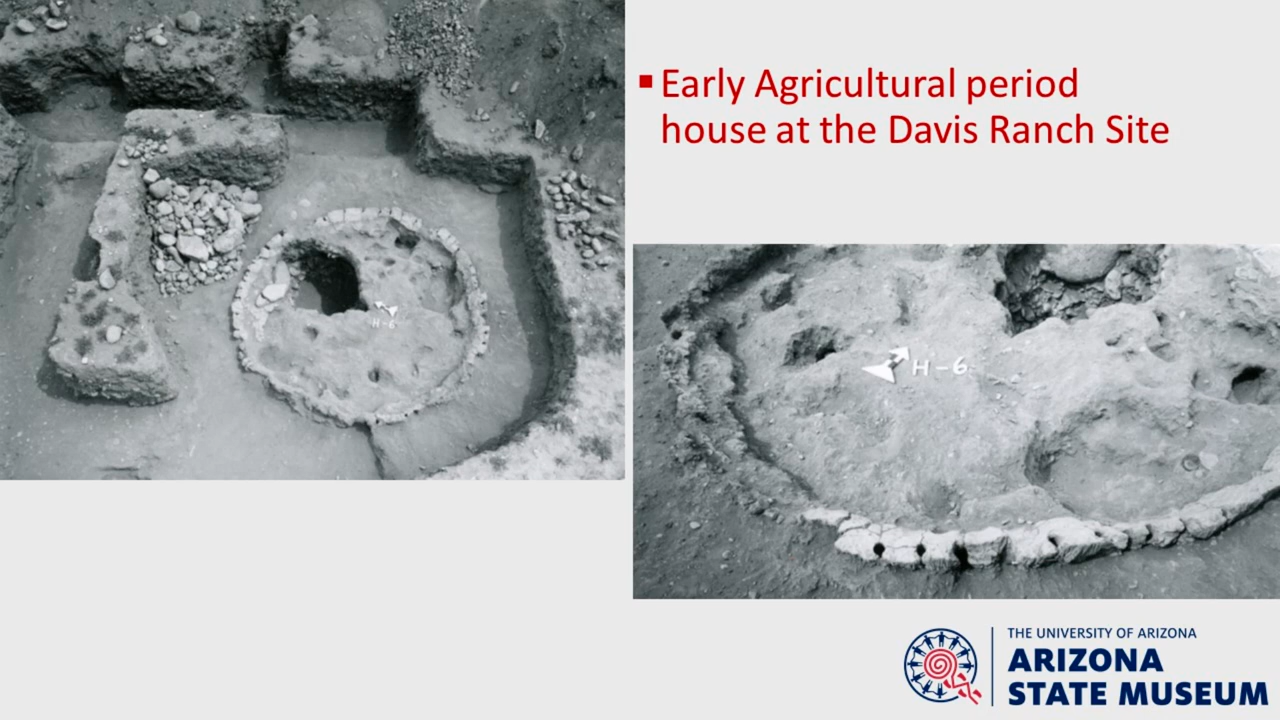 Early Agricultural period
house at the Davis Ranch Site
H-6
H-6
THE UNIVERSITY OF ARIZONA
ARIZONA
STATE MUSEUM